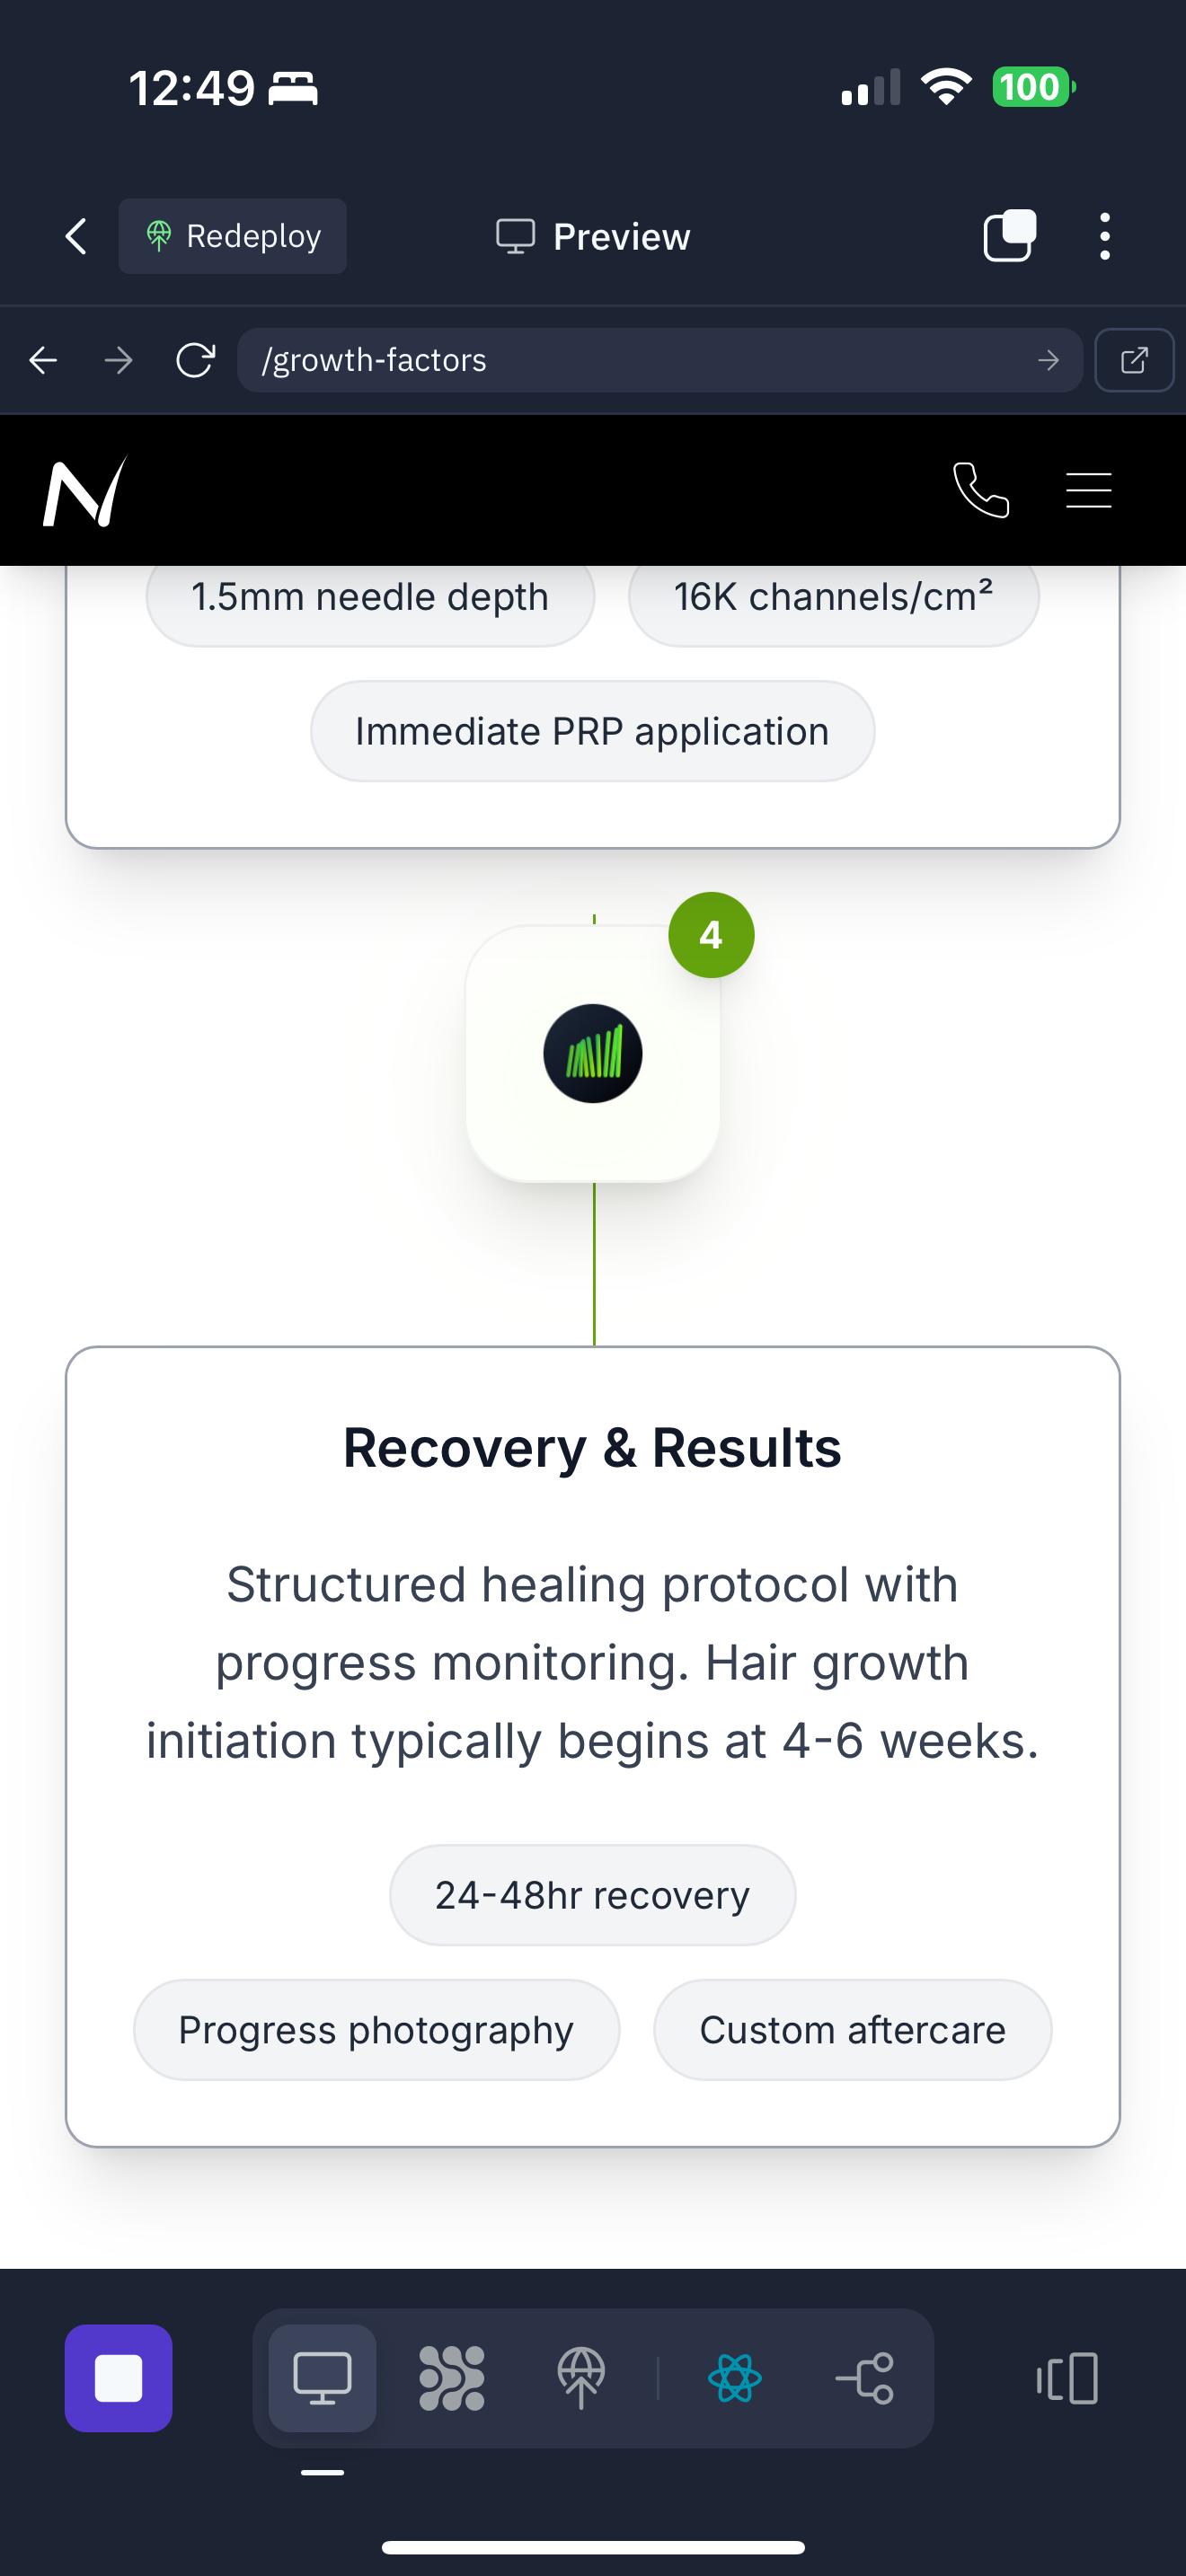 12:49
100
Redeploy
Preview
/growth-factors
1.5mm needle depth
16K channels/cm²
Immediate PRP application
4
Recovery & Results
Structured healing protocol with
progress monitoring. Hair growth
initiation typically begins at 4-6 weeks.
24-48hr recovery
Progress photography
Custom aftercare